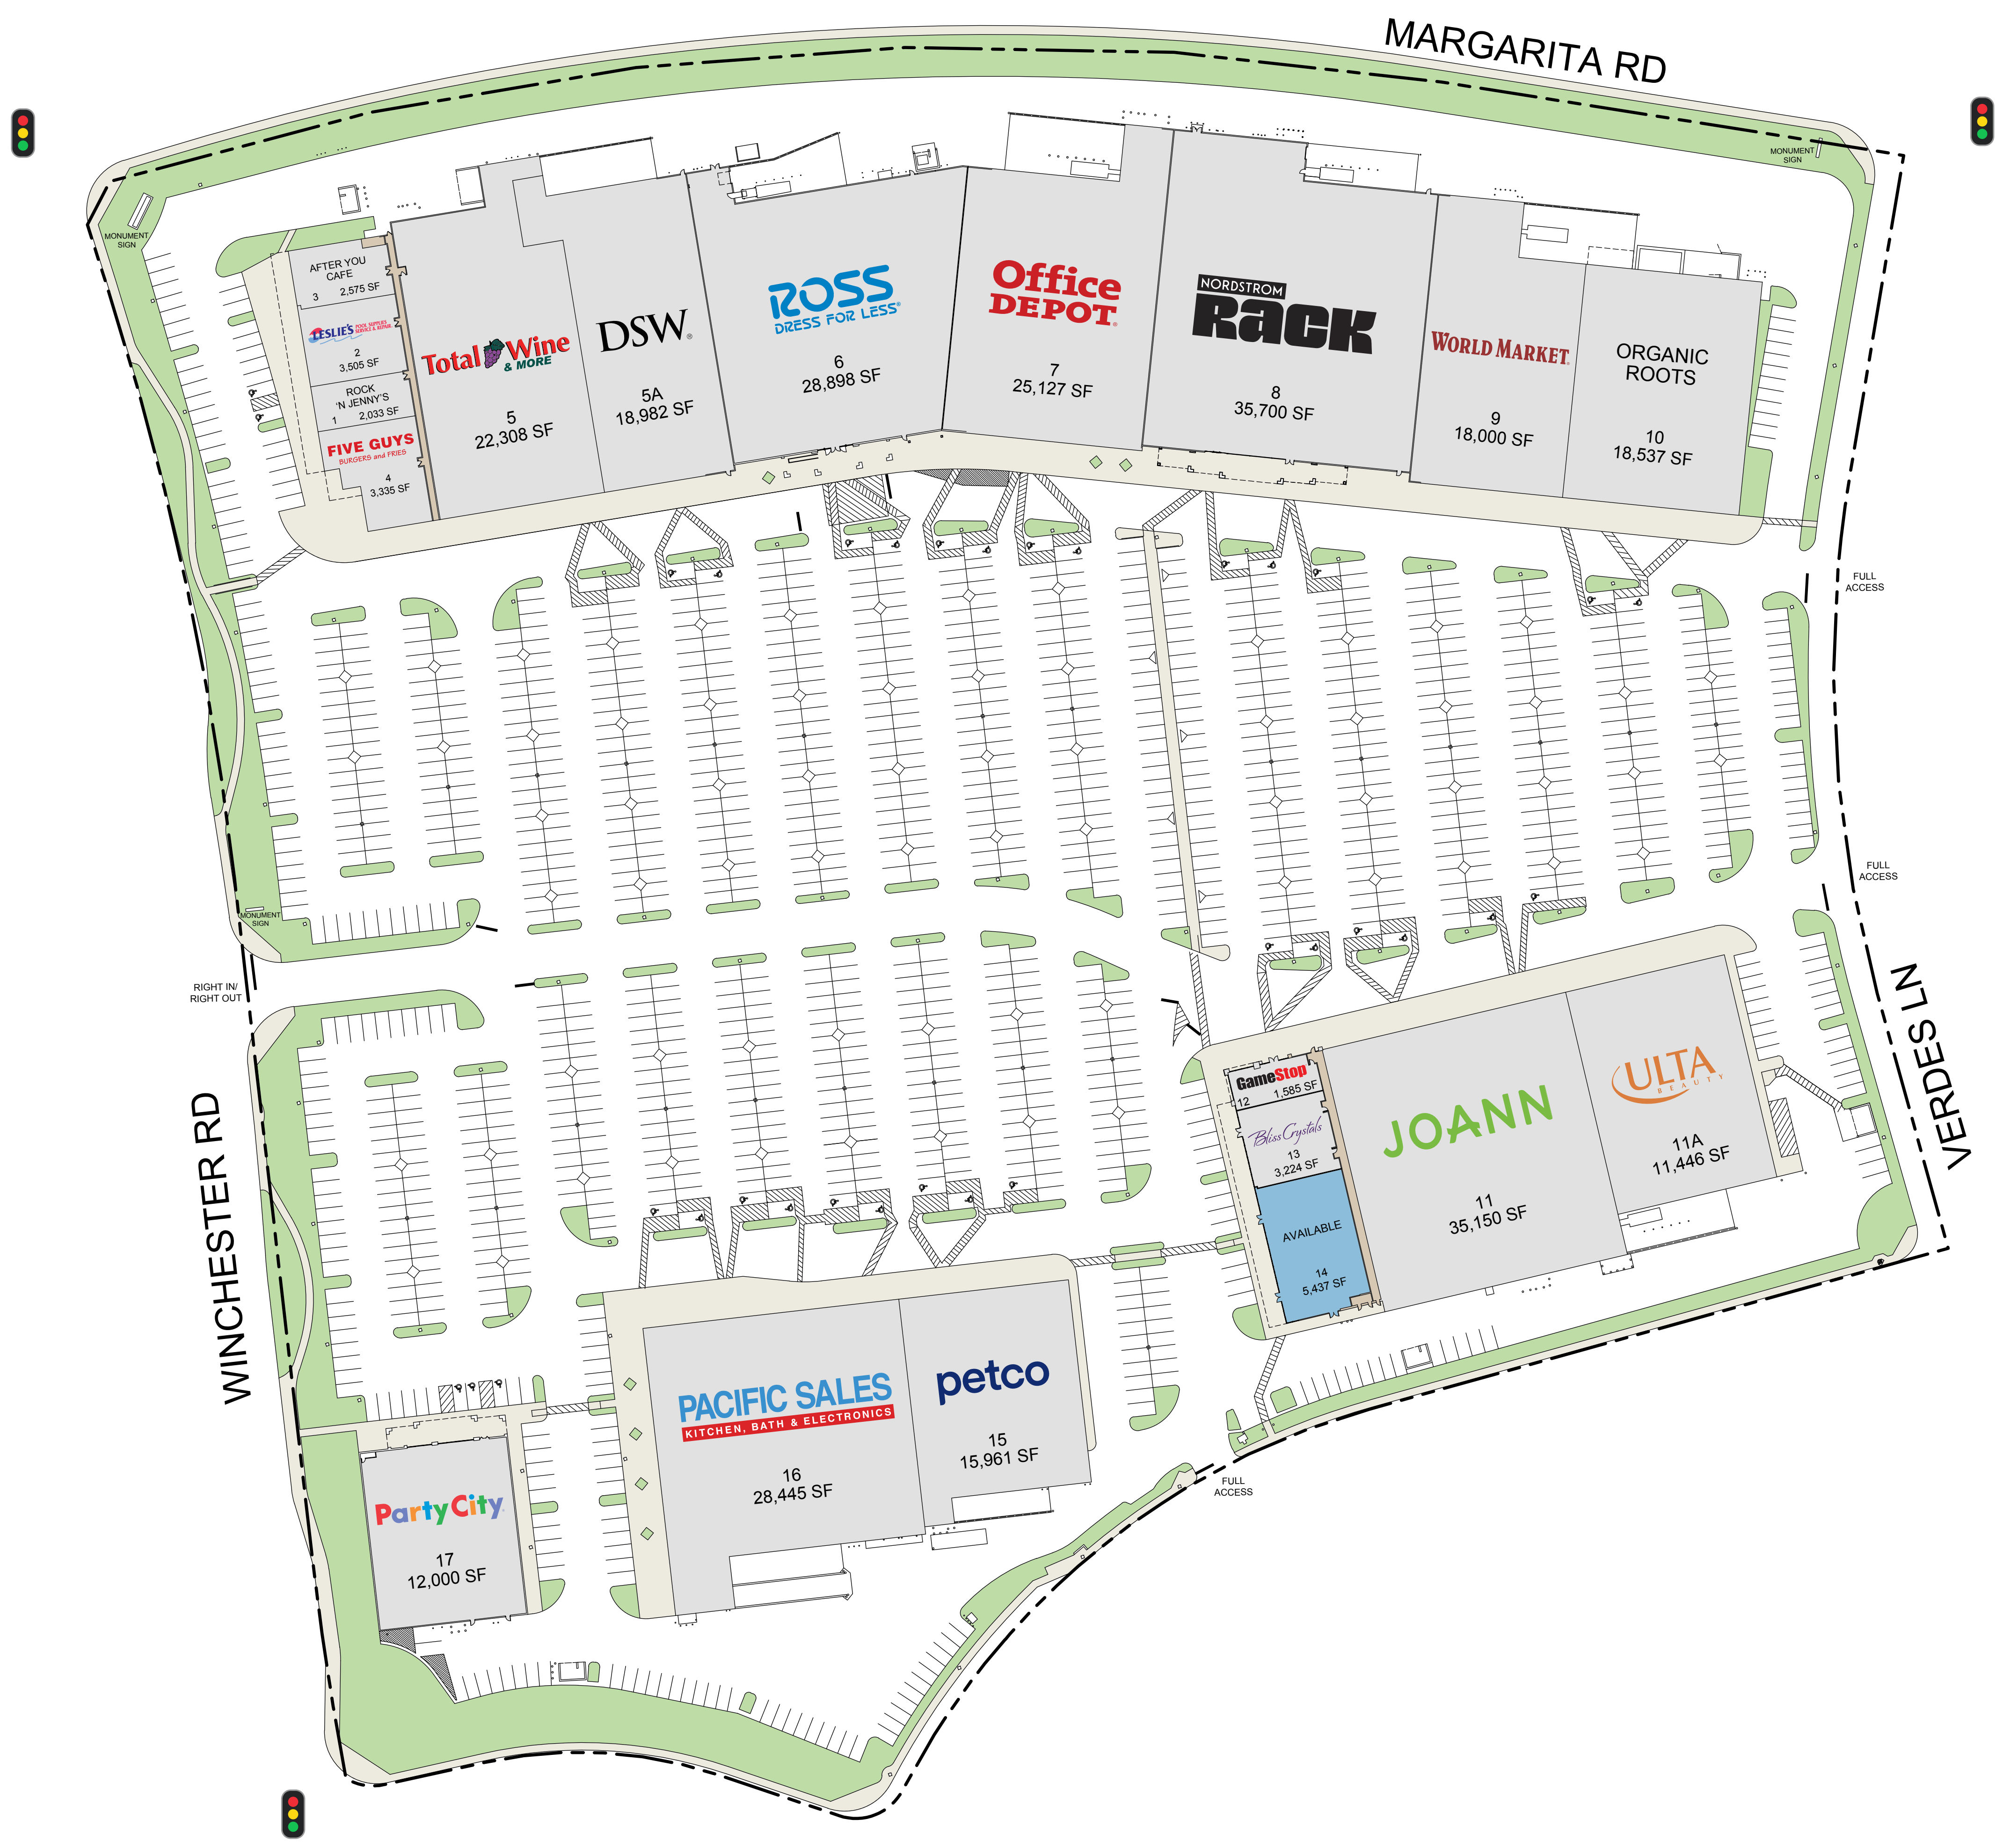 MARGARITA RD
MONUMENT
SIGN
MONUMENT
SIGN
AFTER YOU
CAFE
3 2,575 SF
LESLIE'S POOL SUPPLIES
SERVICE & REPAIR
2
3,505 SF
ROCK
'N JENNY'S
1 2,033 SF
FIVE GUYS
BURGERS and FRIES
4
3,335 SF
Total Wine
& MORE
5
22,308 SF
DSW
5A
18,982 SF
ROSS
DRESS FOR LESS
6
28,898 SF
Office
DEPOT
7
25,127 SF
NORDSTROM
RACK
8
35,700 SF
WORLD MARKET
9
18,000 SF
ORGANIC
ROOTS
10
18,537 SF
FULL
ACCESS
FULL
ACCESS
MONUMENT
SIGN
RIGHT IN/
RIGHT OUT
VERDES LN
WINCHESTER RD
GameStop
12 1,585 SF
Bliss Crystals
13
3,224 SF
AVAILABLE
14
5,437 SF
JOANN
11
35,150 SF
ULTA
BEAUTY
11A
11,446 SF
PACIFIC SALES
KITCHEN, BATH & ELECTRONICS
16
28,445 SF
petco
15
15,961 SF
FULL
ACCESS
PartyCity
17
12,000 SF